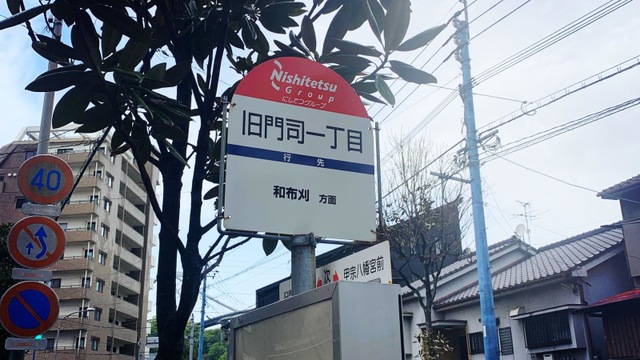 Nishitetsu
Group
にしてつグループ
旧門司一丁目
行先
和布刈 方面
次
甲宗八幡宮前
40